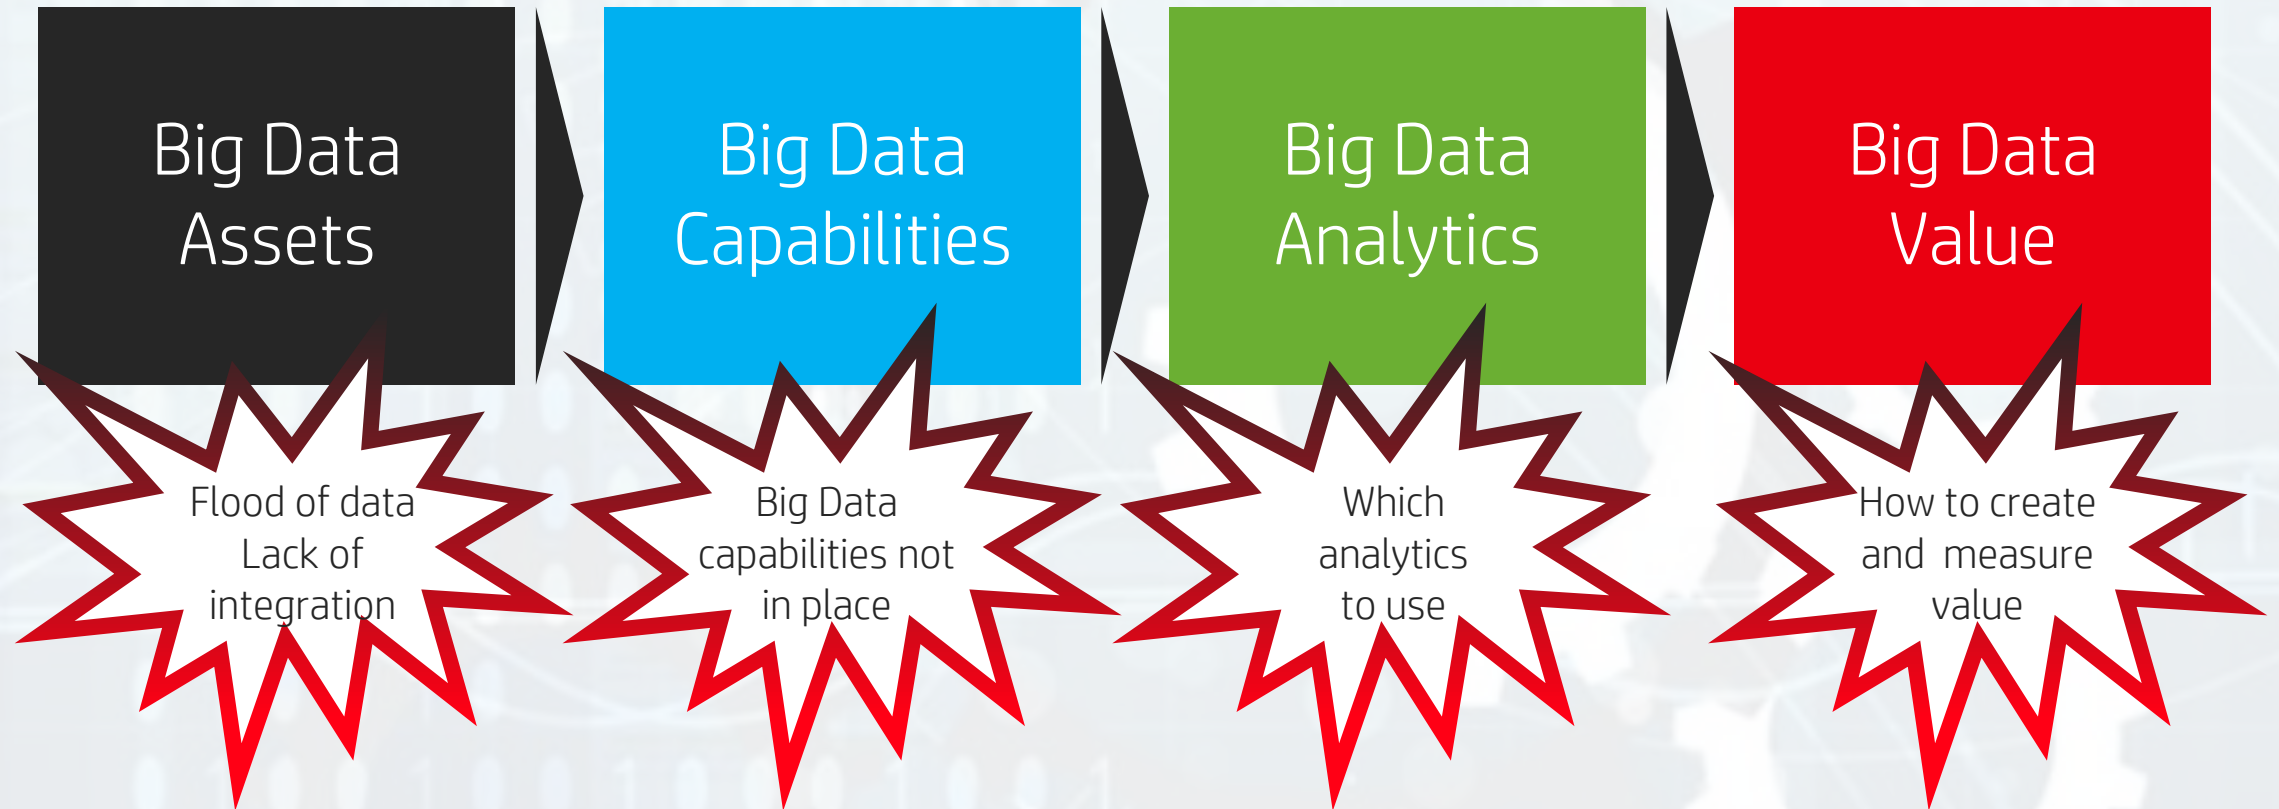 Big Data
Assets
Big Data
Capabilities
Big Data
Analytics
Big Data
Value
Flood of data
Lack of
integration
Big Data
capabilities not
in place
Which
analytics
to use
How to create
and  measure
value